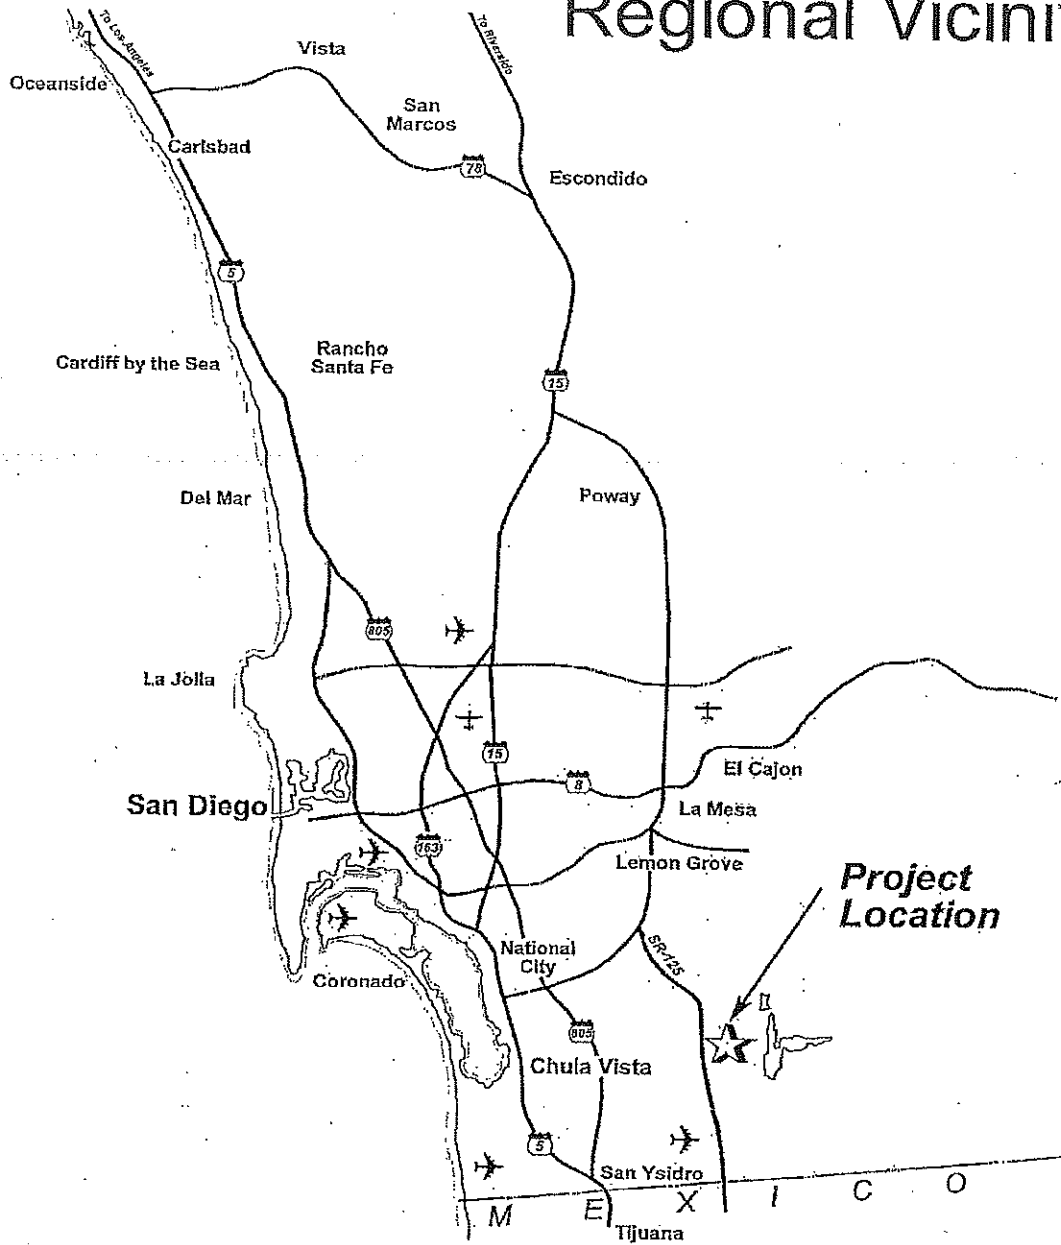 Regional Vicini
To Los Angeles
To Riverside
Vista
Oceanside
San
Marcos
Carlsbad
78
Escondido
5
Rancho
Santa Fe
Cardiff by the Sea
15
Del Mar
Poway
805
La Jolla
15
El Cajon
8
San Diego
La Mesa
163
Lemon Grove
Project
Location
National
City
SR-125
Coronado
805
Chula Vista
5
San Ysidro
M E X I C O
Tijuana